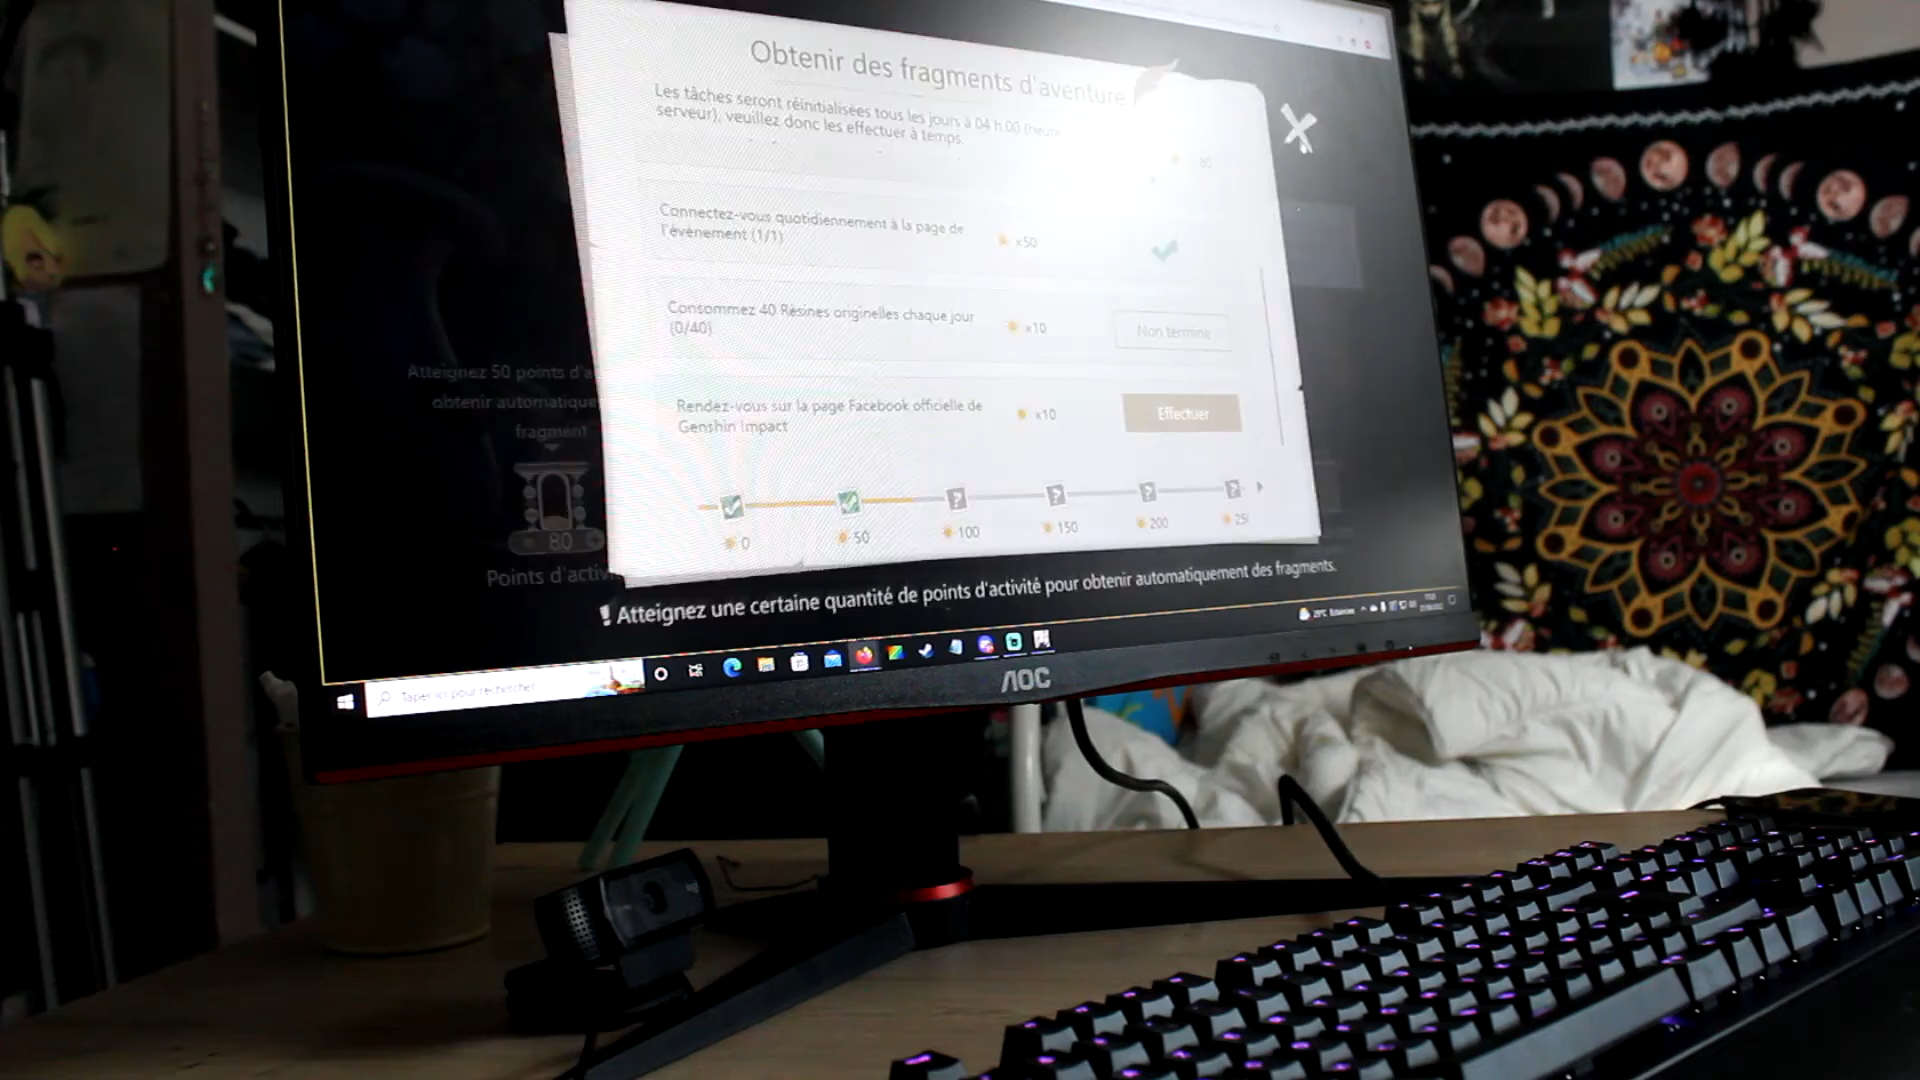 Obtenir des fragments d'aventure
Les tâches seront réinitialisées tous les jours à 04 h 00 (heure
serveur), veuillez donc les effectuer à temps.
80
Connectez-vous quotidiennement à la page de
l'évènement (1/1)
x50
Consommez 40 Résines originelles chaque jour
(0/40)
x10
Non terminé
Rendez-vous sur la page Facebook officielle de
Genshin Impact
x10
Effectuer
0 50 100 150 200 25
Atteignez 50 points d'a
obtenir automatique
fragment
80
Points d'activi
! Atteignez une certaine quantité de points d'activité pour obtenir automatiquement des fragments.
Taper ici pour rechercher
AOC